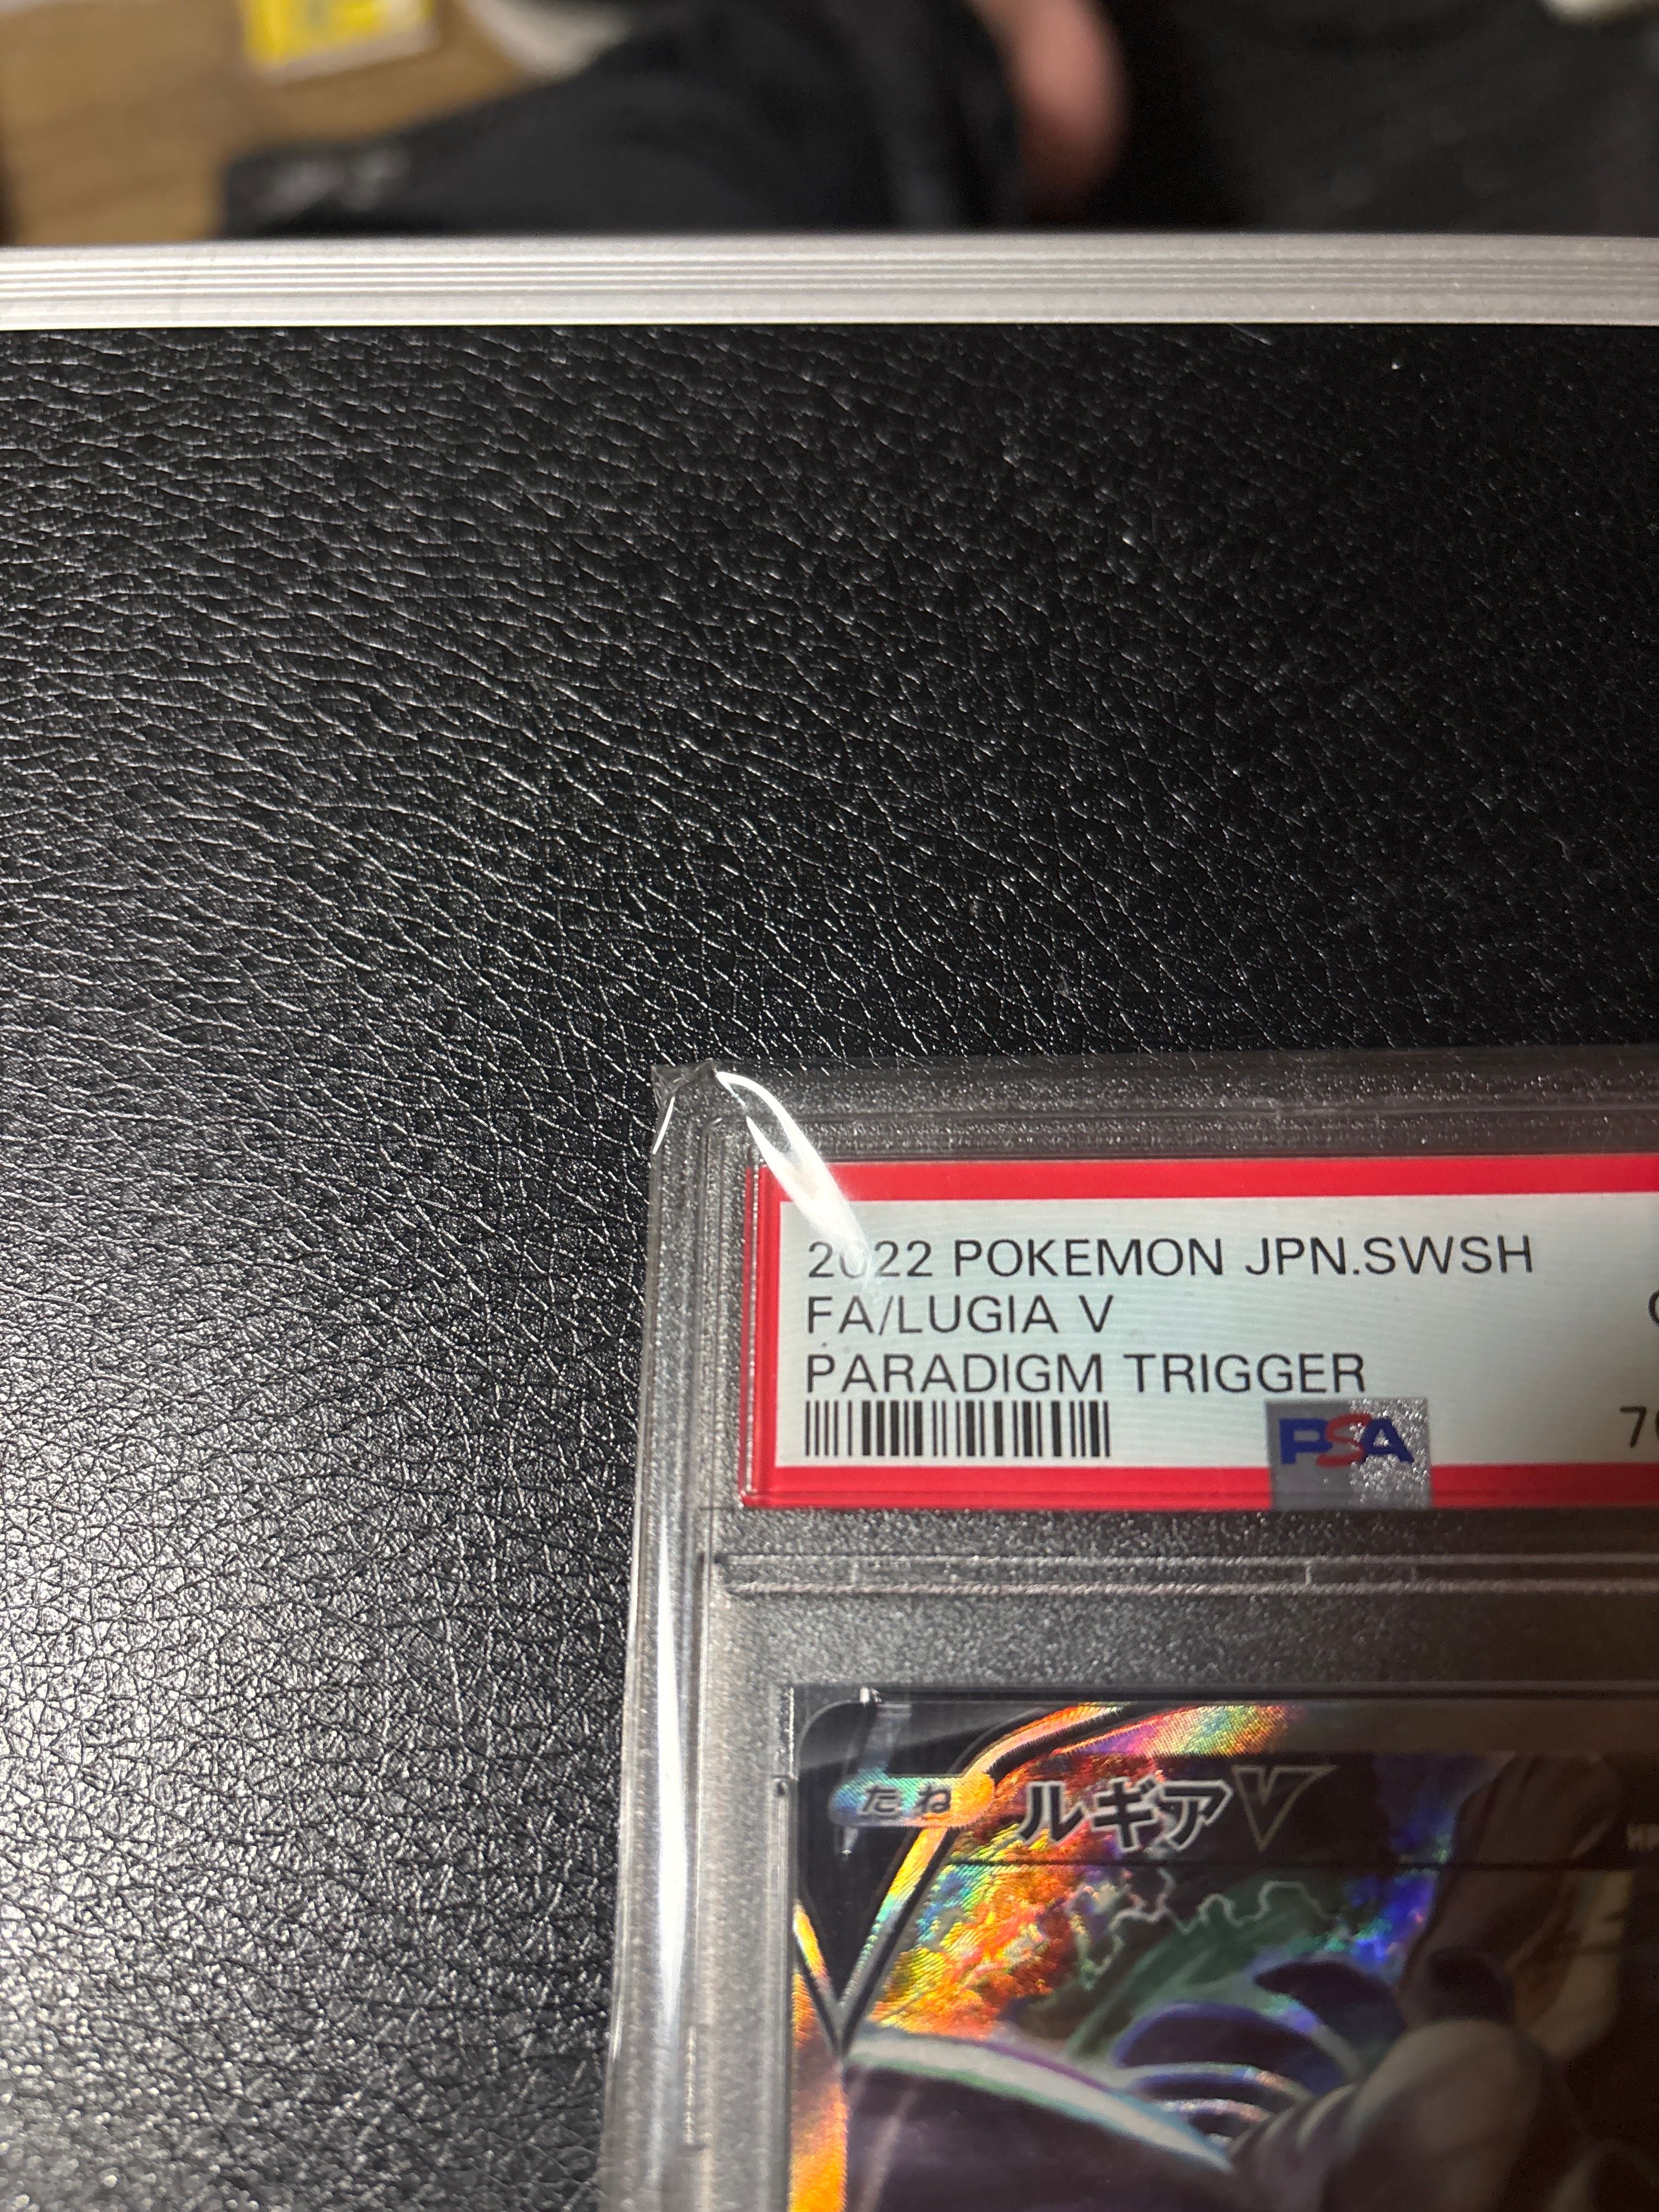 2022 POKEMON JPN.SWSH
FA/LUGIA V
PARADIGM TRIGGER
PSA
たね ルギアV